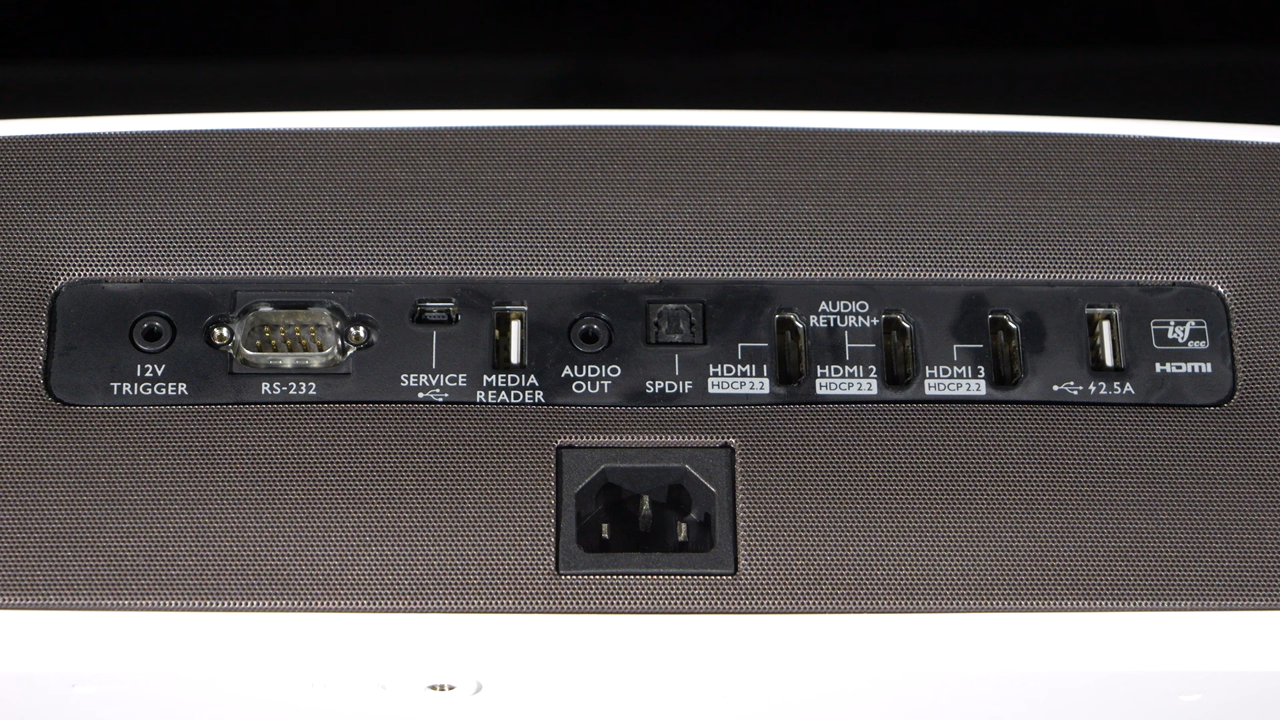 12V
TRIGGER
RS-232
SERVICE
MEDIA
READER
AUDIO
OUT
SPDIF
HDMI 1
HDCP 2.2
AUDIO
RETURN+
HDMI 2
HDCP 2.2
HDMI 3
HDCP 2.2
2.5A
isf
ccc
HDMI